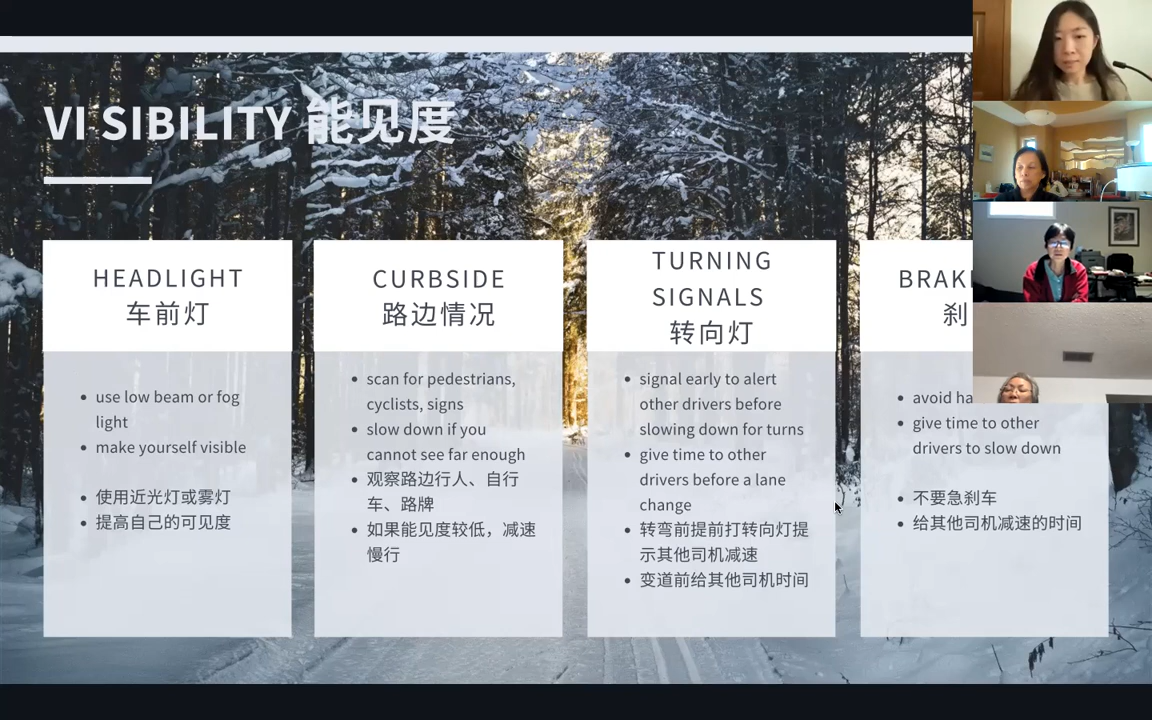 VI SIBILITY 能见度
HEADLIGHT
车前灯
use low beam or fog
light
make yourself visible
使用近光灯或雾灯
提高自己的可见度
CURBSIDE
路边情况
scan for pedestrians,
cyclists, signs
slow down if you
cannot see far enough
观察路边行人、自行
车、路牌
如果能见度较低，减速
慢行
TURNING
SIGNALS
转向灯
signal early to alert
other drivers before
slowing down for turns
give time to other
drivers before a lane
change
转弯前提前打转向灯提
示其他司机减速
变道前给其他司机时间
BRAK
刹
avoid ha
give time to other
drivers to slow down
不要急刹车
给其他司机减速的时间